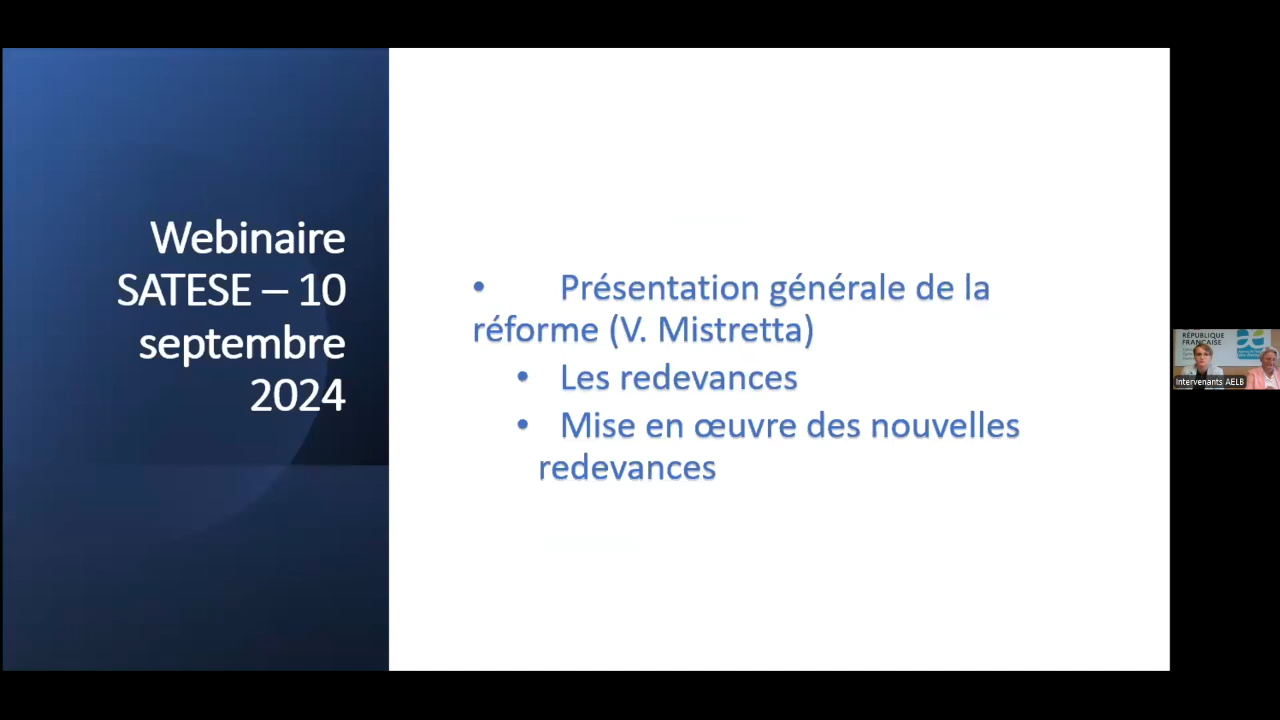 Webinaire
SATESE – 10
septembre
2024
• Présentation générale de la
réforme (V. Mistretta)
• Les redevances
• Mise en œuvre des nouvelles
redevances
RÉPUBLIQUE
FRANÇAISE
Intervenants AELB